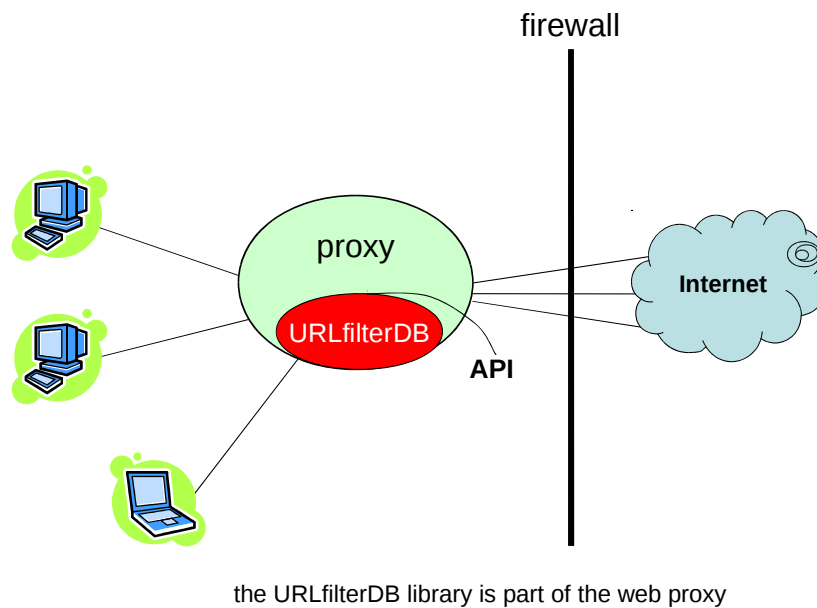 firewall
proxy
URLfilterDB
API
Internet
the URLfilterDB library is part of the web proxy